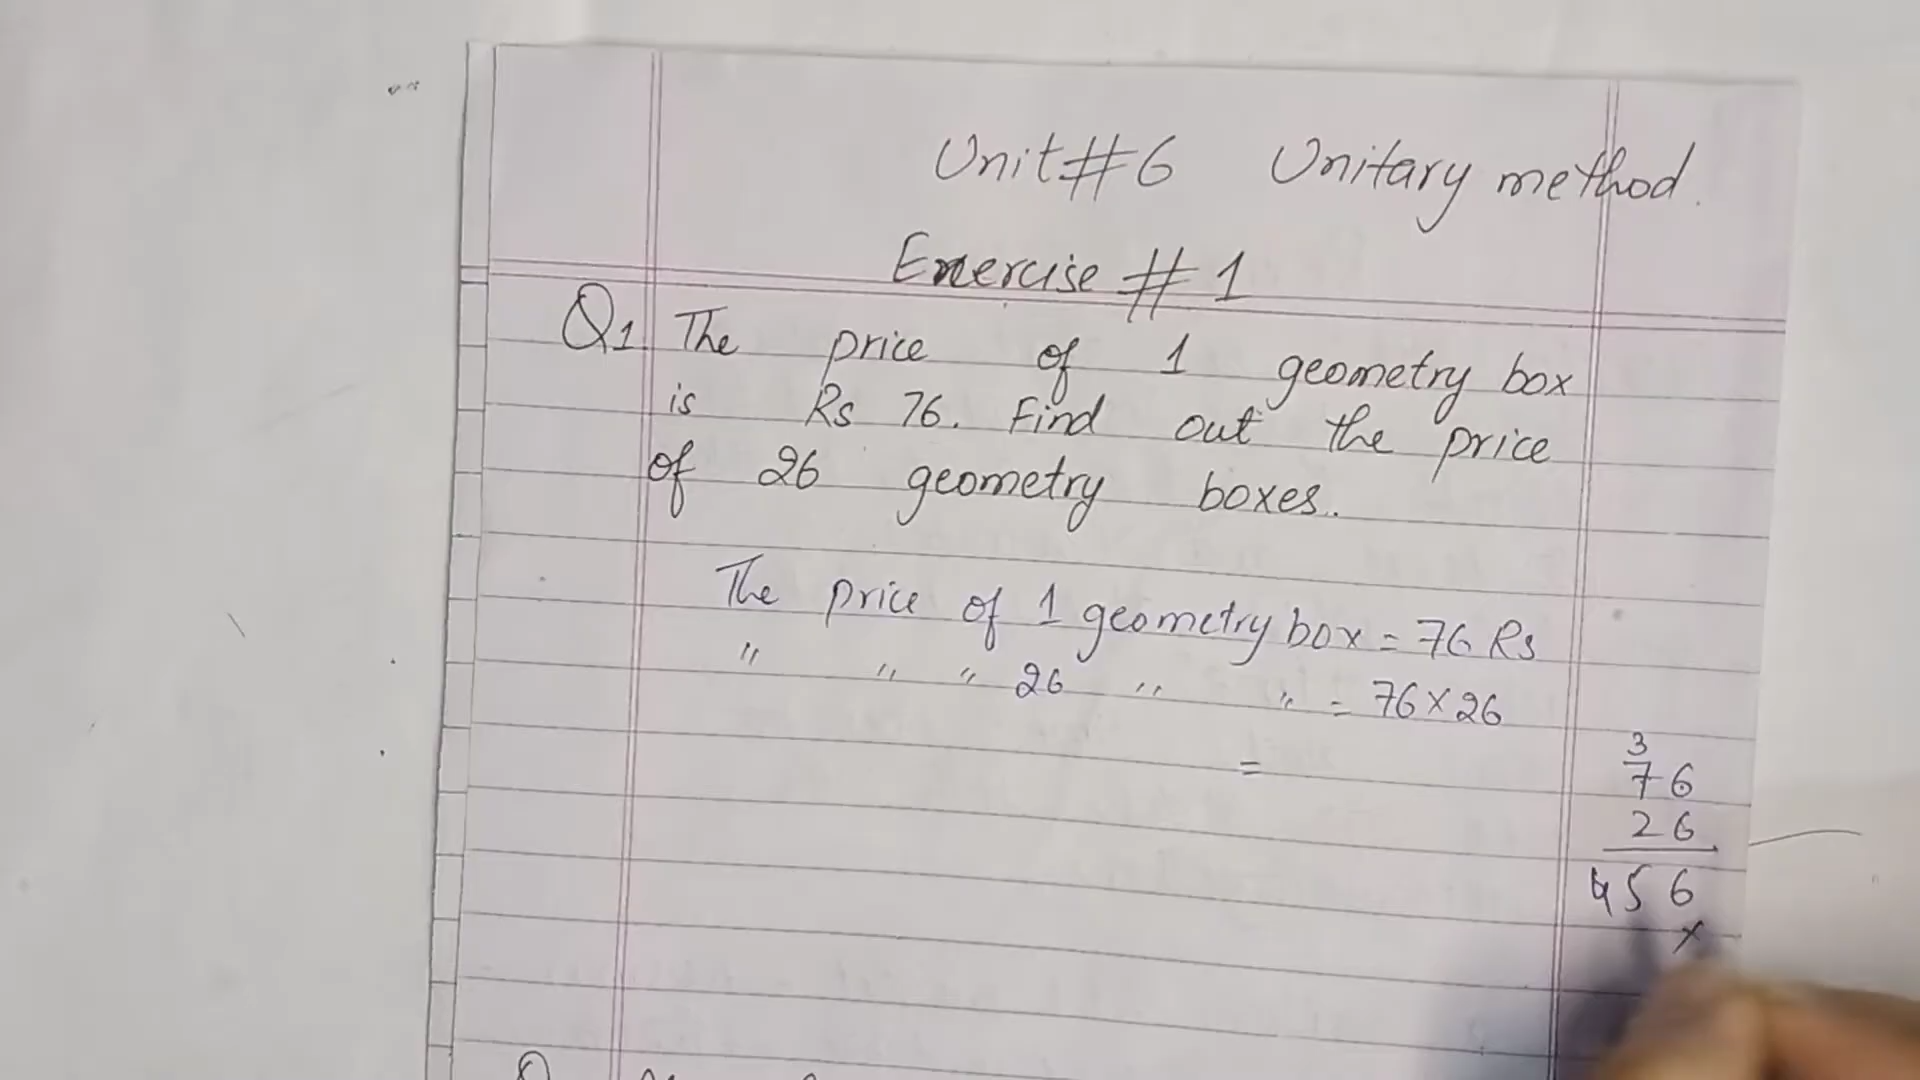 Unit #6 Unitary method.
Exercise # 1
Q1. The price of 1 geometry box
is Rs 76. Find out the price
of 26 geometry boxes..
The price of 1 geometry box = 76 Rs
" " " 26 " " = 76 × 26
=
3
76
26
456
×